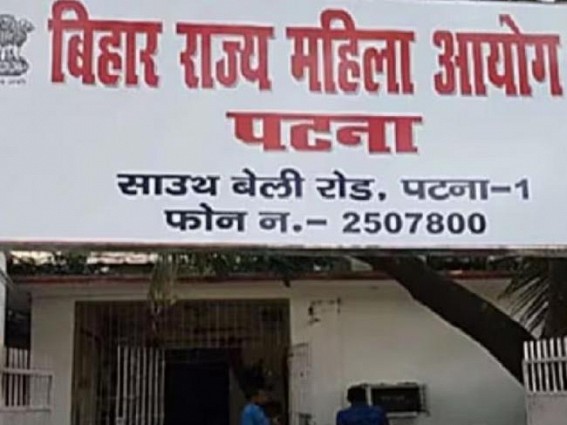 बिहार राज्य महिला आयोग
पटना
साउथ बेली रोड, पटना-1
फोन न.- 2507800